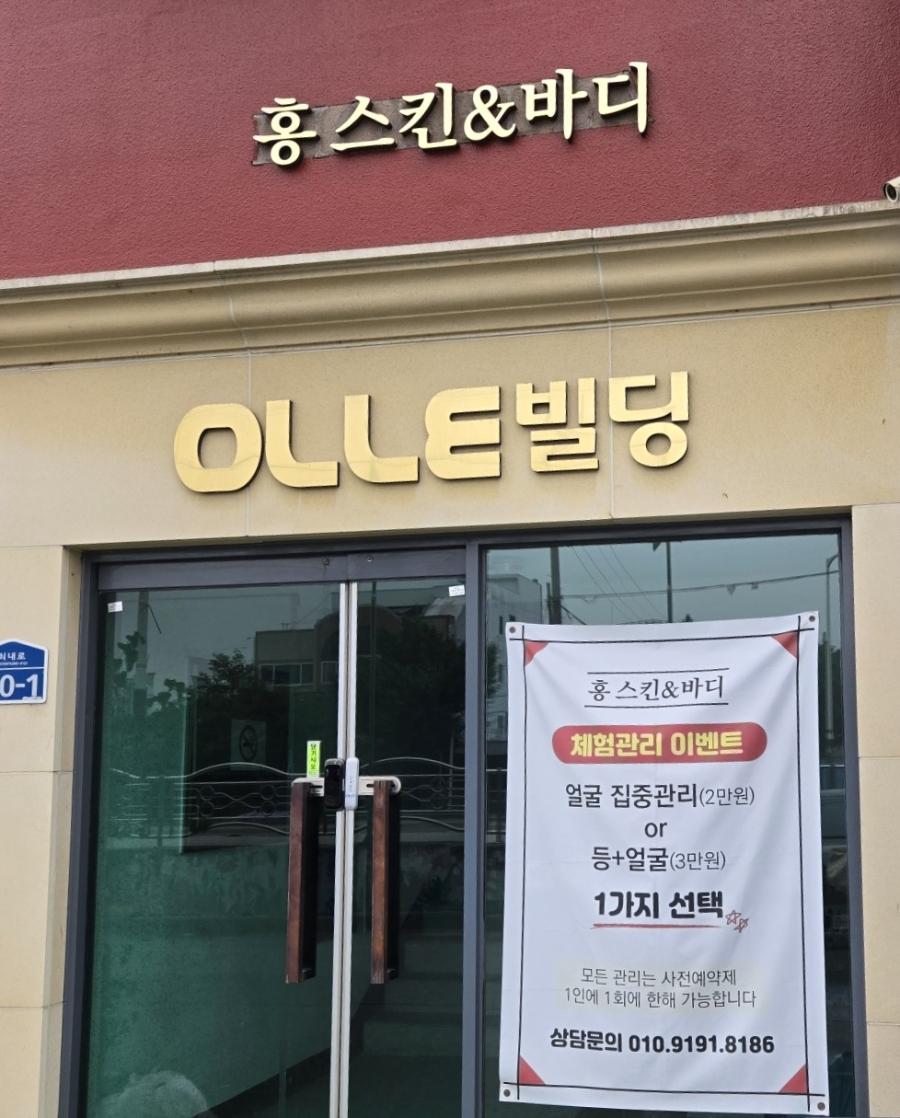 홍 스킨&바디
OLLE빌딩
0-1
당기시오
홍 스킨&바디
체험관리 이벤트
얼굴 집중관리(2만원)
or
등+얼굴(3만원)
1가지 선택
모든 관리는 사전예약제
1인에 1회에 한해 가능합니다
상담문의 010.9191.8186